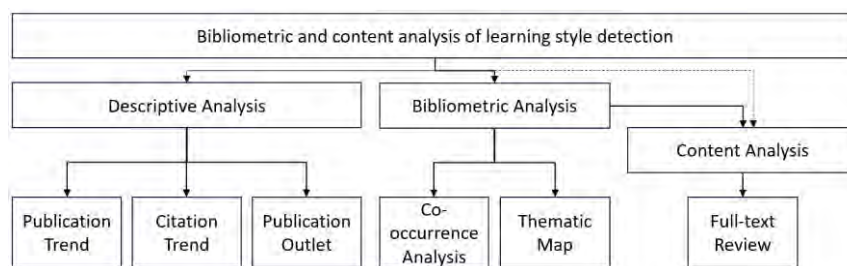 Bibliometric and content analysis of learning style detection
Descriptive Analysis
Bibliometric Analysis
Content Analysis
Publication
Trend
Citation
Trend
Publication
Outlet
Co-
occurrence
Analysis
Thematic
Map
Full-text
Review